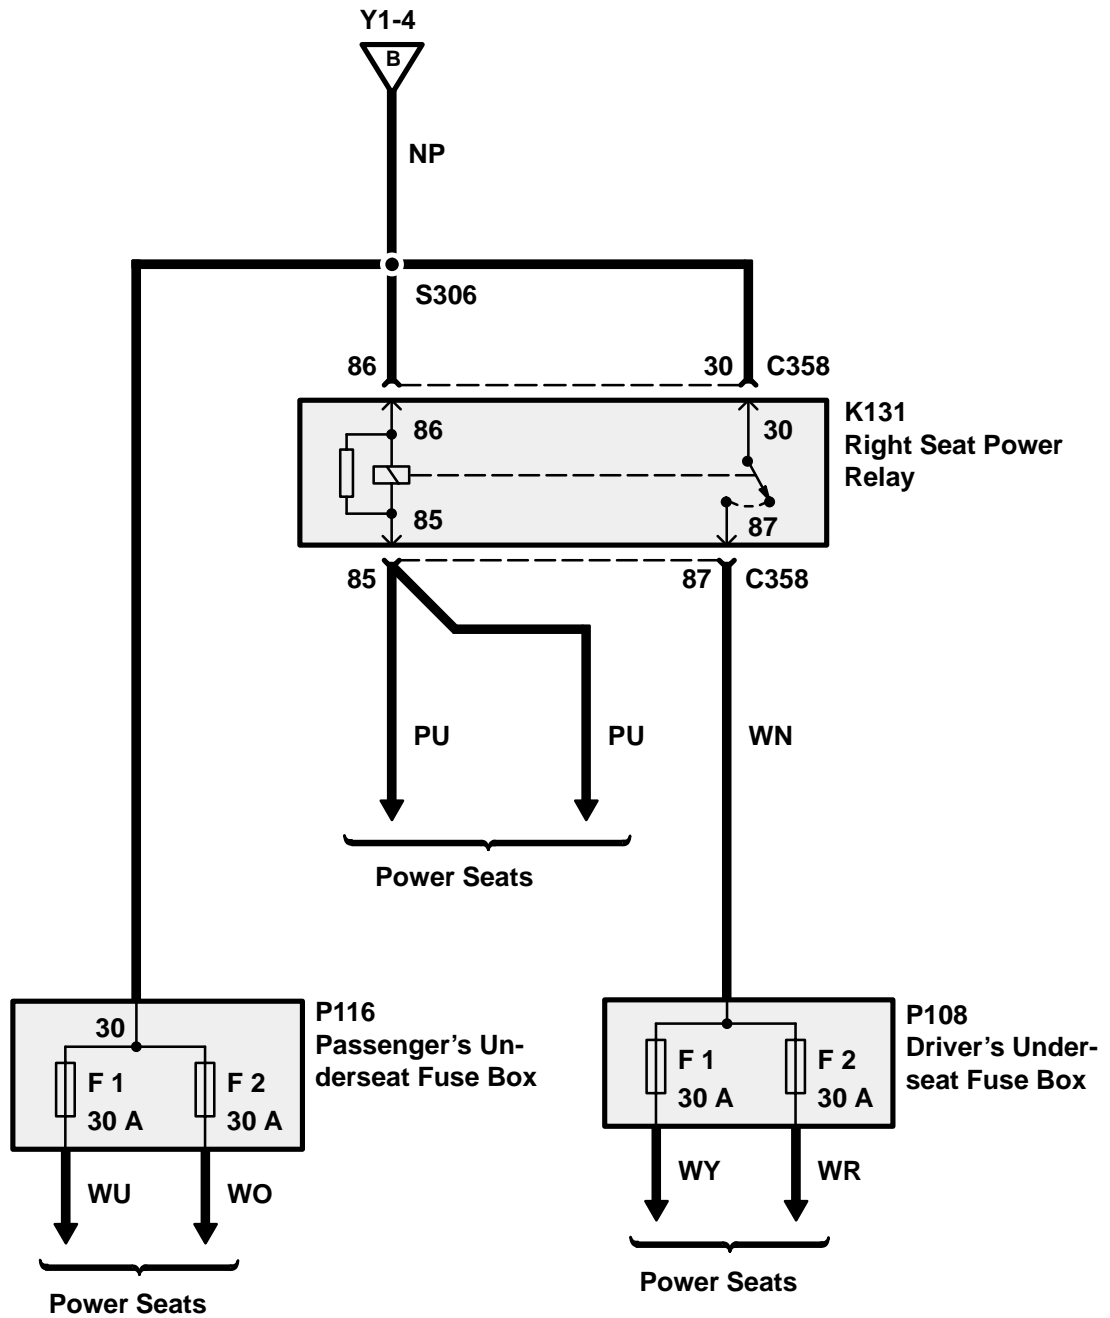 Y1-4
B
NP
S306
86
30
C358
K131
Right Seat Power
Relay
86
30
85
87
85
87
C358
PU
PU
WN
Power Seats
P116
Passenger’s Un-
derseat Fuse Box
30
F 1
30 A
F 2
30 A
P108
Driver’s Under-
seat Fuse Box
F 1
30 A
F 2
30 A
WU
WO
WY
WR
Power Seats
Power Seats